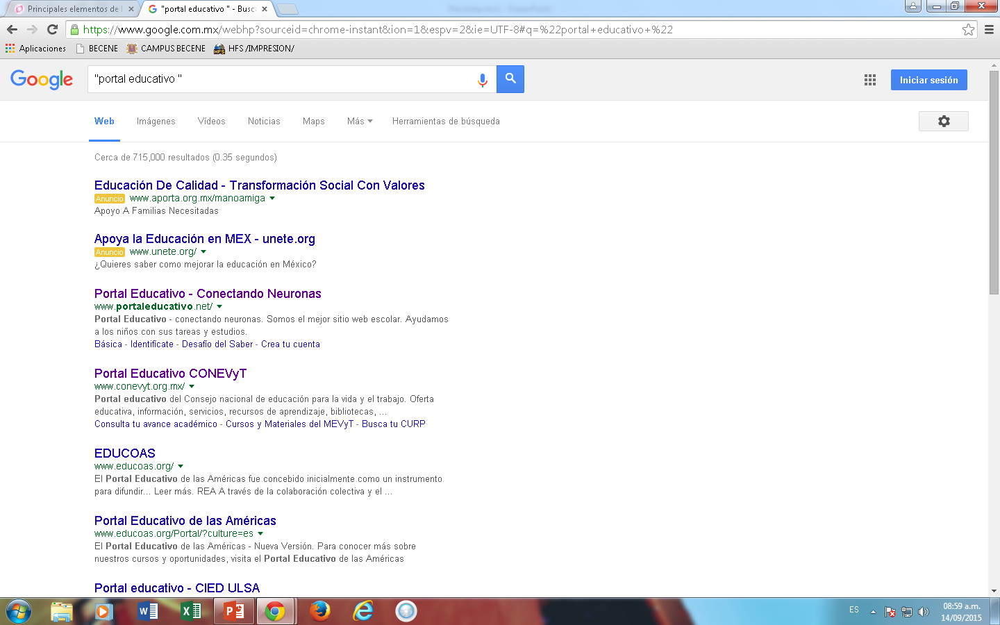 Principales elementos de l
"portal educativo " - Busc
https://www.google.com.mx/webhp?sourceid=chrome-instant&ion=1&espv=2&ie=UTF-8#q=%22portal+educativo+%22
Aplicaciones BECENE CAMPUS BECENE HFS /IMPRESION/
Google "portal educativo " Iniciar sesión
Web Imágenes Vídeos Noticias Maps Más Herramientas de búsqueda
Cerca de 715,000 resultados (0.35 segundos)
Educación De Calidad - Transformación Social Con Valores
Anuncio www.aporta.org.mx/manoamiga
Apoyo A Familias Necesitadas
Apoya la Educación en MEX - unete.org
Anuncio www.unete.org/
¿Quieres saber como mejorar la educación en México?
Portal Educativo - Conectando Neuronas
www.portaleducativo.net/
Portal Educativo - conectando neuronas. Somos el mejor sitio web escolar. Ayudamos
a los niños con sus tareas y estudios.
Básica - Identifícate - Desafío del Saber - Crea tu cuenta
Portal Educativo CONEVyT
www.conevyt.org.mx/
Portal educativo del Consejo nacional de educación para la vida y el trabajo. Oferta
educativa, información, servicios, recursos de aprendizaje, bibliotecas, ...
Consulta tu avance académico - Cursos y Materiales del MEVyT - Busca tu CURP
EDUCOAS
www.educoas.org/
El Portal Educativo de las Américas fue concebido inicialmente como un instrumento
para difundir... Leer más. REA A través de la colaboración colectiva y el ...
Portal Educativo de las Américas
www.educoas.org/Portal/?culture=es
El Portal Educativo de las Américas - Nueva Versión. Para conocer más sobre
nuestros cursos y oportunidades, visita el Portal Educativo de las Américas
Portal educativo - CIED ULSA
ES
08:59 a.m.
14/09/2015